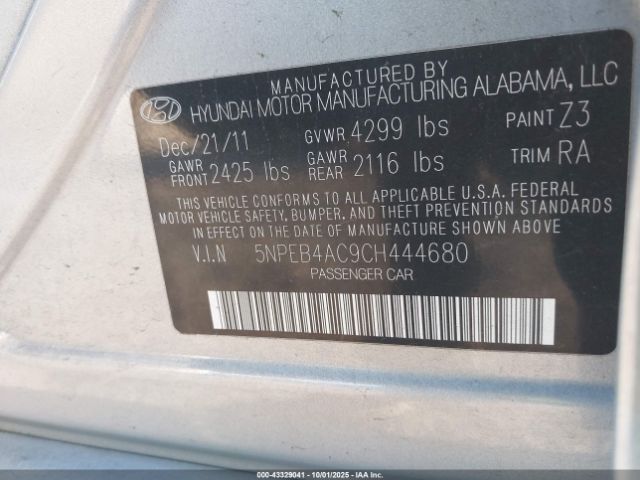 MANUFACTURED BY
HYUNDAI MOTOR MANUFACTURING ALABAMA, LLC
Dec/21/11 GVWR 4299 lbs PAINT Z3
GAWR FRONT 2425 lbs GAWR REAR 2116 lbs TRIM RA
THIS VEHICLE CONFORMS TO ALL APPLICABLE U.S.A. FEDERAL
MOTOR VEHICLE SAFETY, BUMPER, AND THEFT PREVENTION STANDARDS
IN EFFECT ON THE DATE OF MANUFACTURE SHOWN ABOVE
V.I.N 5NPEB4AC9CH444680
PASSENGER CAR
© 0-43329041 - 10/01/2025 - Copyright IAA, LLC